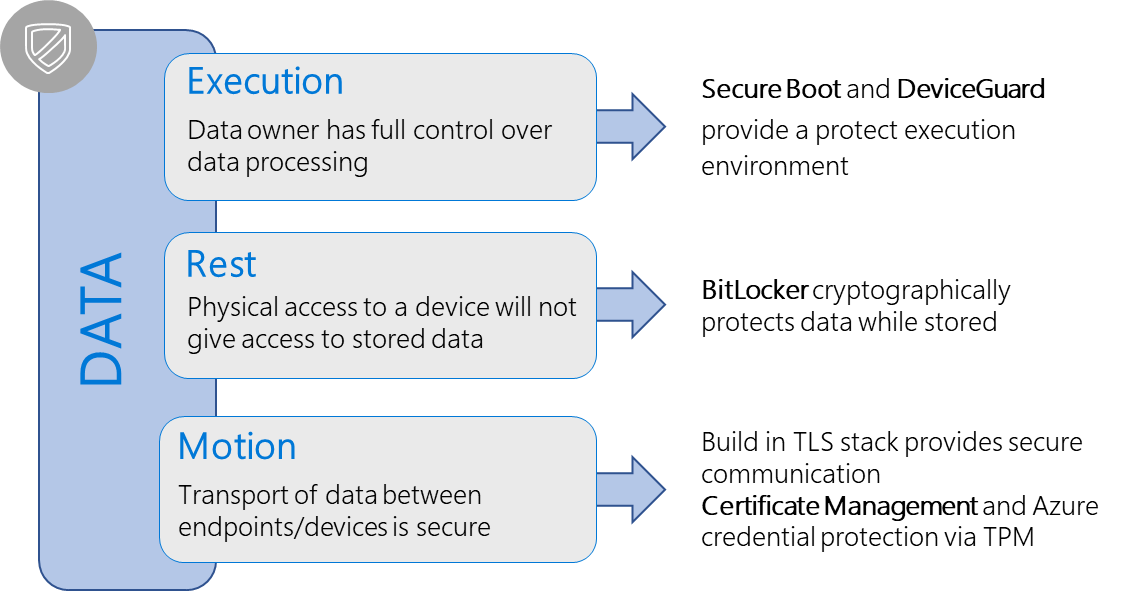 DATA
Execution
Data owner has full control over
data processing
Secure Boot and DeviceGuard
provide a protect execution
environment
Rest
Physical access to a device will not
give access to stored data
BitLocker cryptographically
protects data while stored
Motion
Transport of data between
endpoints/devices is secure
Build in TLS stack provides secure
communication
Certificate Management and Azure
credential protection via TPM